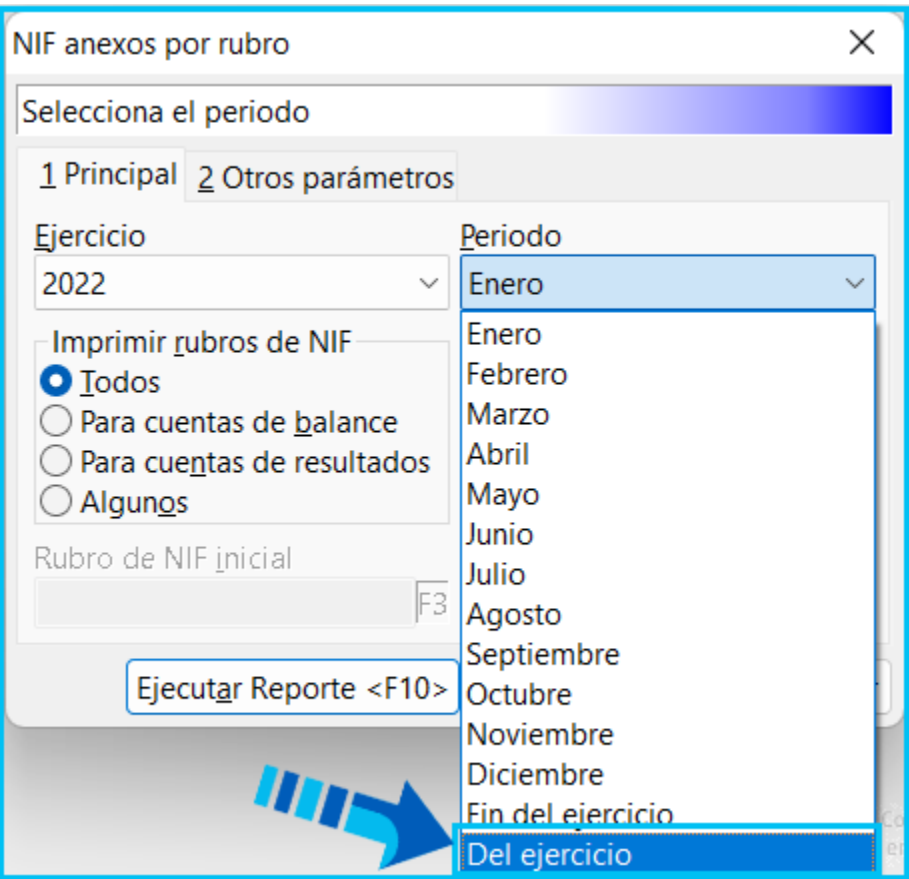 NIF anexos por rubro
Selecciona el periodo
1 Principal
2 Otros parámetros
Ejercicio
2022
Periodo
Enero
Imprimir rubros de NIF
Todos
Para cuentas de balance
Para cuentas de resultados
Algunos
Rubro de NIF inicial
F3
Ejecutar Reporte <F10>
Enero
Febrero
Marzo
Abril
Mayo
Junio
Julio
Agosto
Septiembre
Octubre
Noviembre
Diciembre
Fin del ejercicio
Del ejercicio